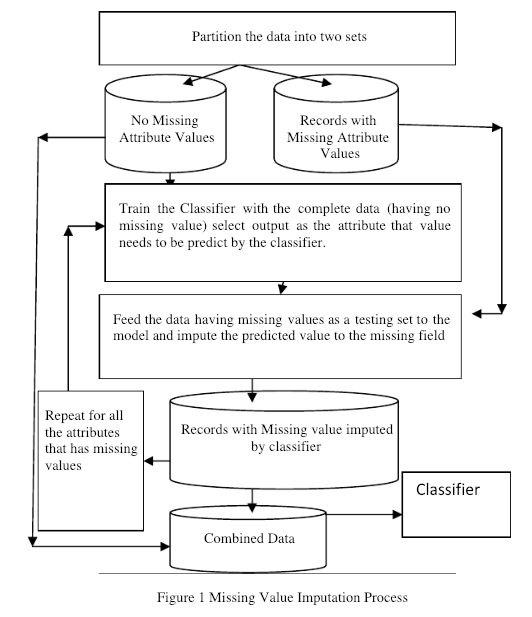 Partition the data into two sets
No Missing
Attribute Values
Records with
Missing Attribute
Values
Train the Classifier with the complete data (having no
missing value) select output as the attribute that value
needs to be predict by the classifier.
Feed the data having missing values as a testing set to the
model and impute the predicted value to the missing field
Repeat for all
the attributes
that has missing
values
Records with Missing value imputed
by classifier
Classifier
Combined Data
Figure 1 Missing Value Imputation Process